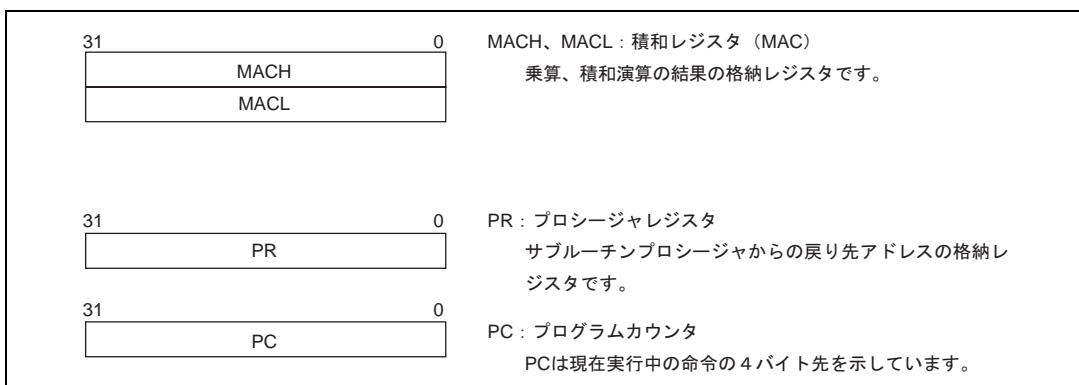 31 0 MACH、MACL：積和レジスタ（MAC）
MACH 乗算、積和演算の結果の格納レジスタです。
MACL
31 0 PR：プロシージャレジスタ
PR サブルーチンプロシージャからの戻り先アドレスの格納レ
ジスタです。
31 0
PC：プログラムカウンタ
PC
PCは現在実行中の命令の４バイト先を示しています。